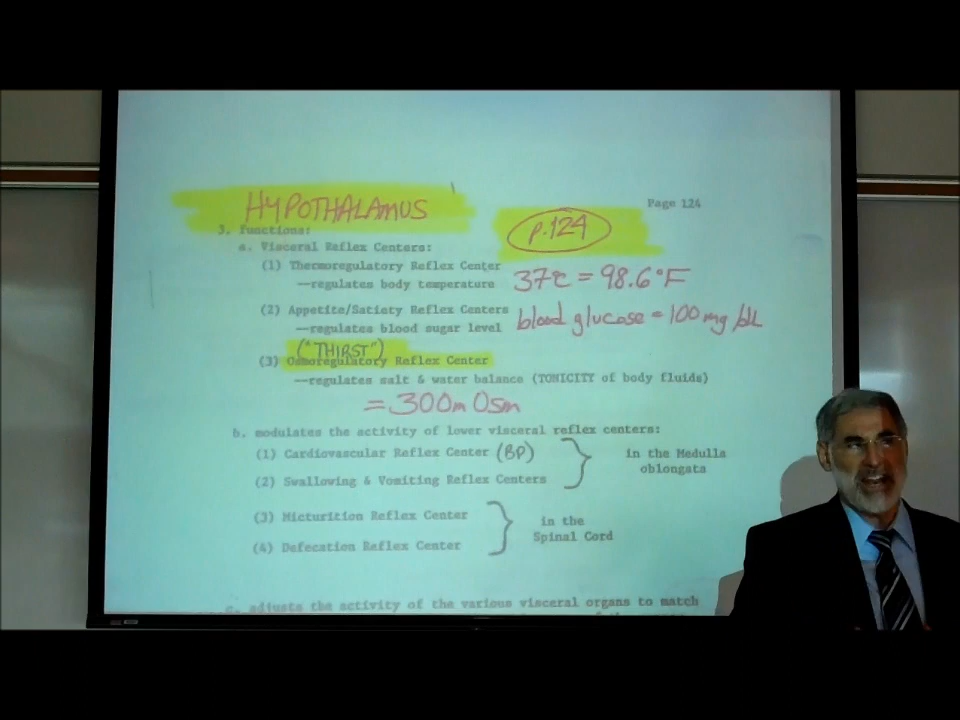 HYPOTHALAMUS
Page 124
p.124
3. functions:
a. Visceral Reflex Centers:
(1) Thermoregulatory Reflex Center
--regulates body temperature 37°C = 98.6°F
(2) Appetite/Satiety Reflex Centers
--regulates blood sugar level blood glucose = 100 mg/dL
("THIRST")
(3) Osmoregulatory Reflex Center
--regulates salt & water balance (TONICITY of body fluids)
= 300m Osm
b. modulates the activity of lower visceral reflex centers:
(1) Cardiovascular Reflex Center (BP)
in the Medulla
oblongata
(2) Swallowing & Vomiting Reflex Centers
(3) Micturition Reflex Center
in the
Spinal Cord
(4) Defecation Reflex Center
c. adjusts the activity of the various visceral organs to match